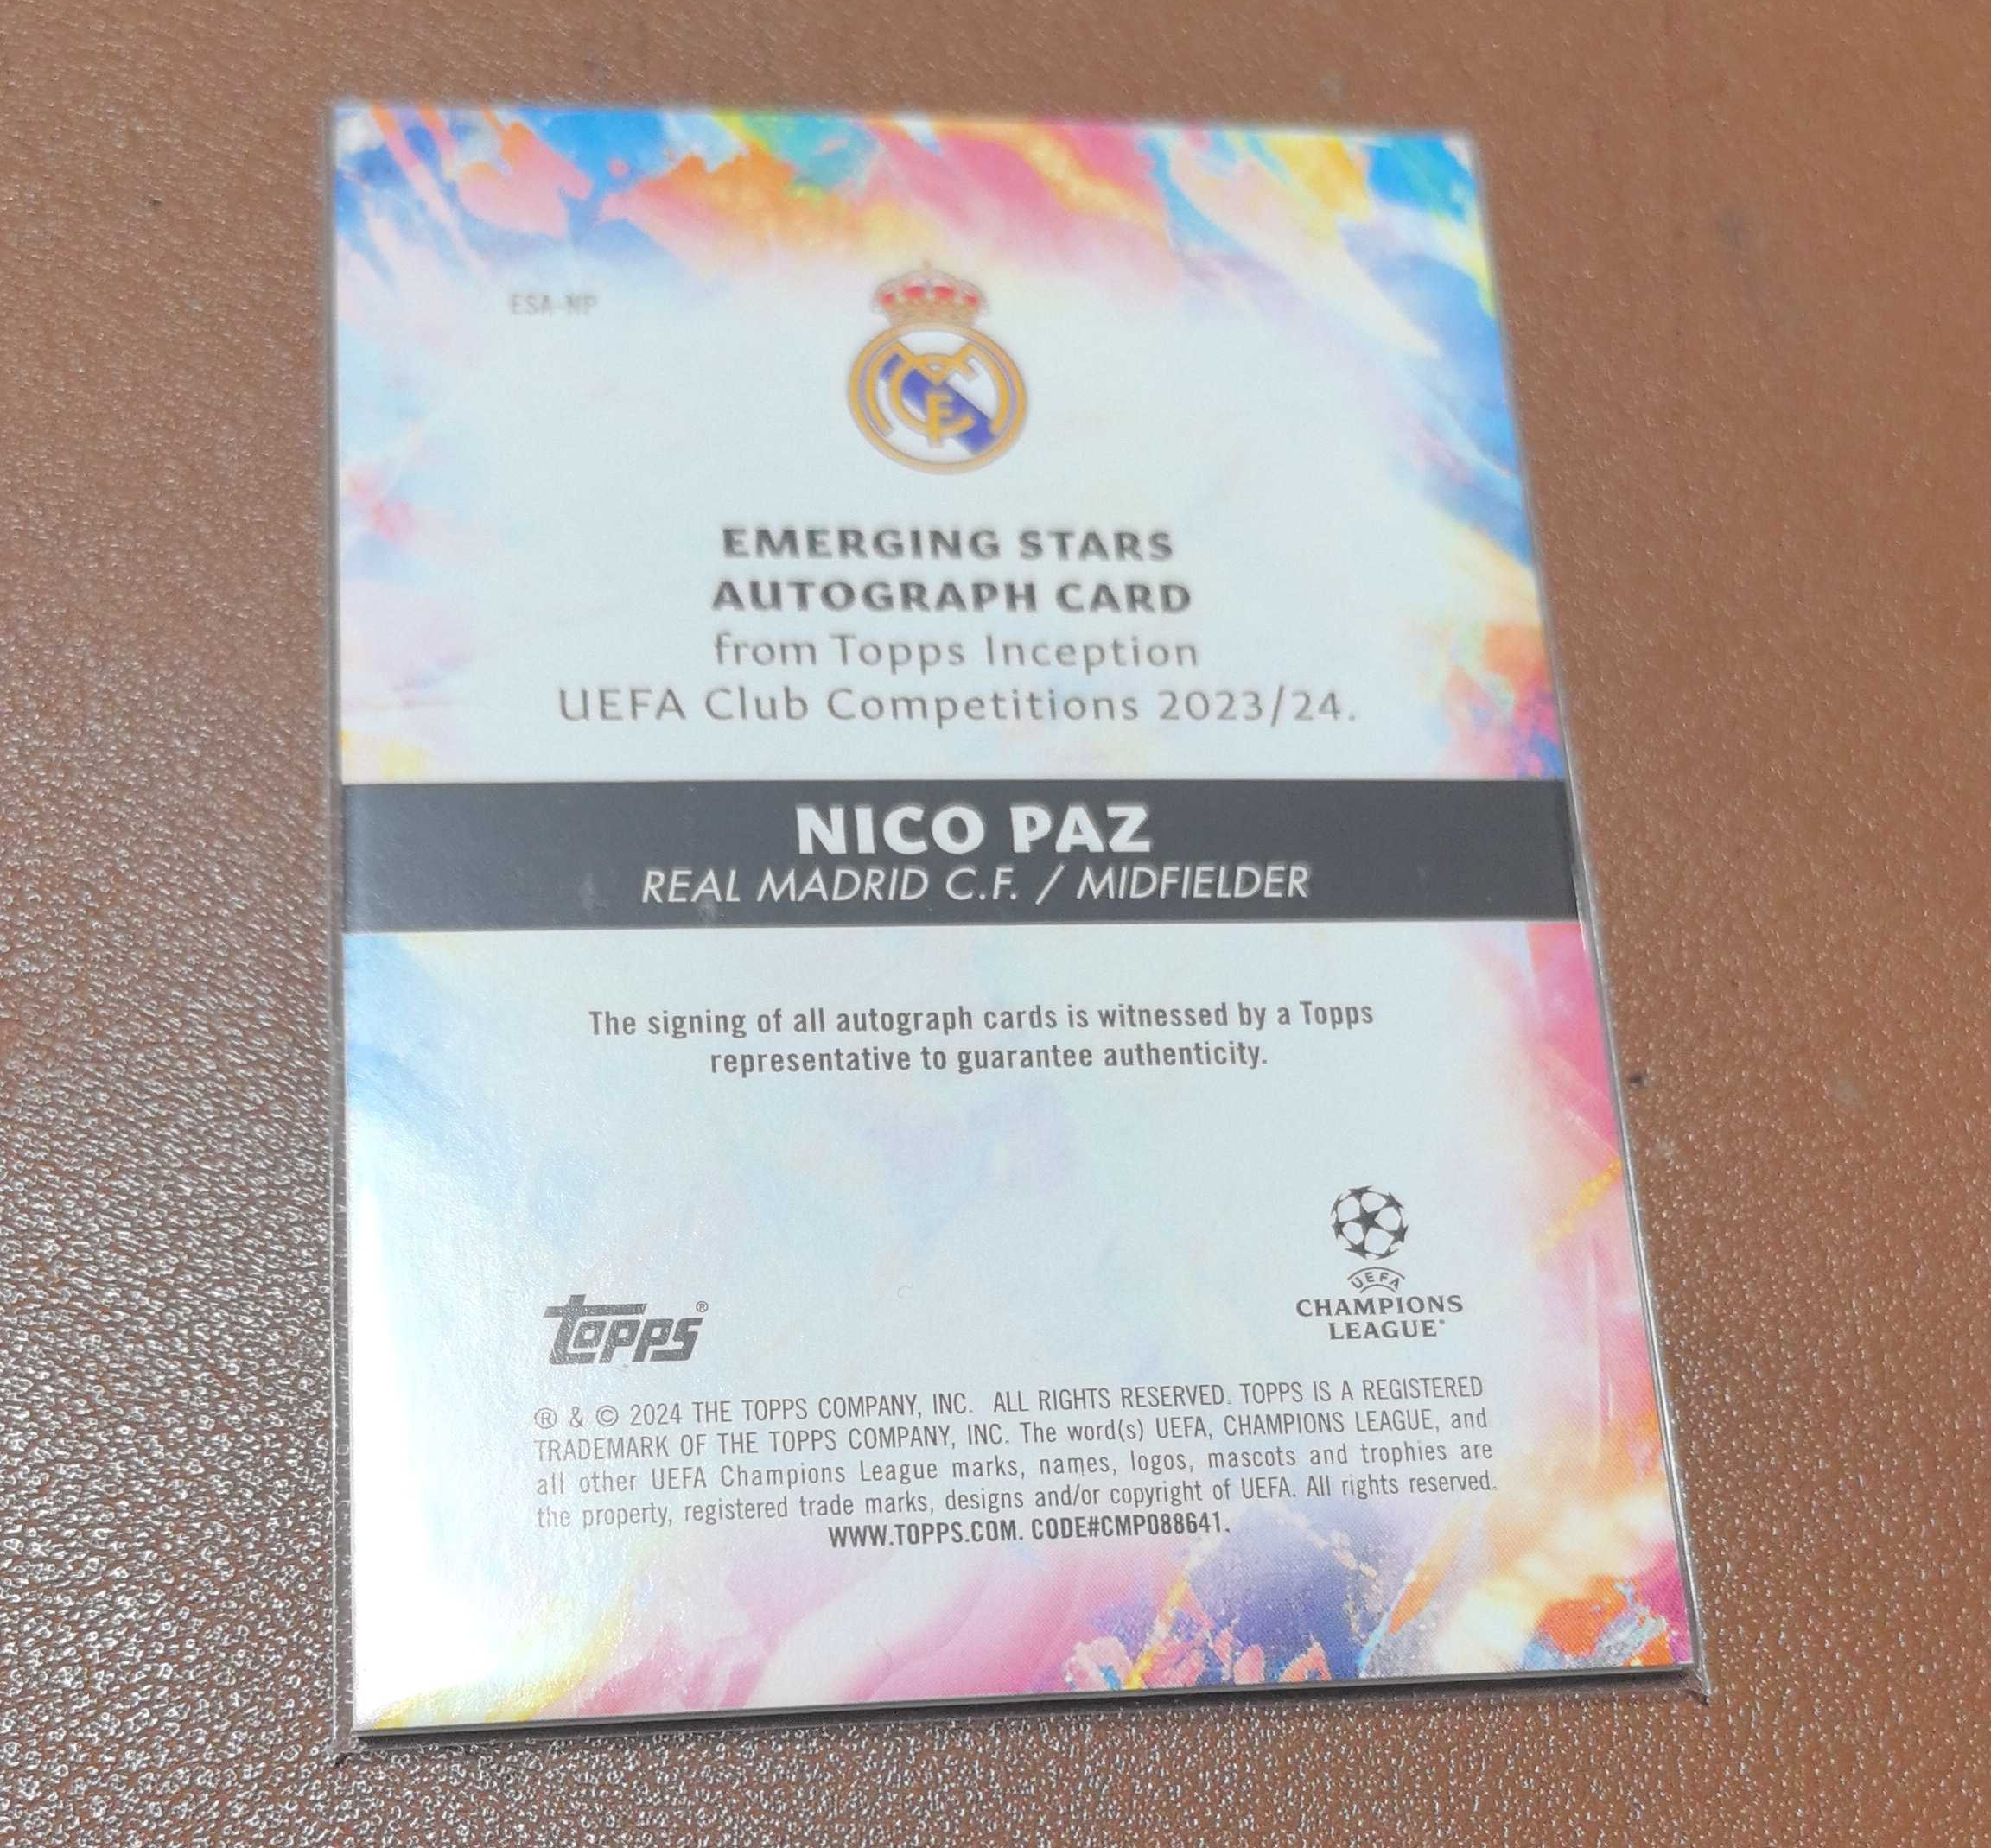 ESA-NP
EMERGING STARS
AUTOGRAPH CARD
from Topps Inception
UEFA Club Competitions 2023/24.
NICO PAZ
REAL MADRID C.F. / MIDFIELDER
The signing of all autograph cards is witnessed by a Topps
representative to guarantee authenticity.
UEFA
CHAMPIONS
LEAGUE®
Topps®
® & © 2024 THE TOPPS COMPANY, INC. ALL RIGHTS RESERVED. TOPPS IS A REGISTERED
TRADEMARK OF THE TOPPS COMPANY, INC. The word(s) UEFA, CHAMPIONS LEAGUE, and
all other UEFA Champions League marks, names, logos, mascots and trophies are
the property, registered trade marks, designs and/or copyright of UEFA. All rights reserved.
WWW.TOPPS.COM. CODE#CMP088641.